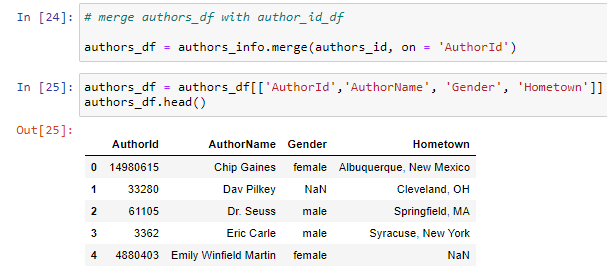 In [24]: # merge authors_df with author_id_df
authors_df = authors_info.merge(authors_id, on = 'AuthorId')
In [25]: authors_df = authors_df[['AuthorId','AuthorName', 'Gender', 'Hometown']]
authors_df.head()
Out[25]:
AuthorId AuthorName Gender Hometown
0 14980615 Chip Gaines female Albuquerque, New Mexico
1 33280 Dav Pilkey NaN Cleveland, OH
2 61105 Dr. Seuss male Springfield, MA
3 3362 Eric Carle male Syracuse, New York
4 4880403 Emily Winfield Martin female NaN